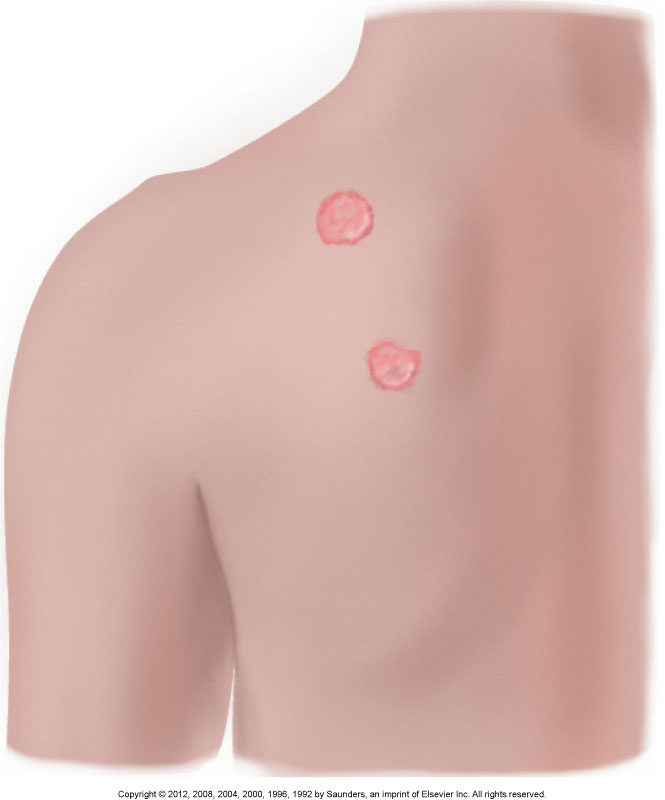 Copyright © 2012, 2008, 2004, 2000, 1996, 1992 by Saunders, an imprint of Elsevier Inc. All rights reserved.